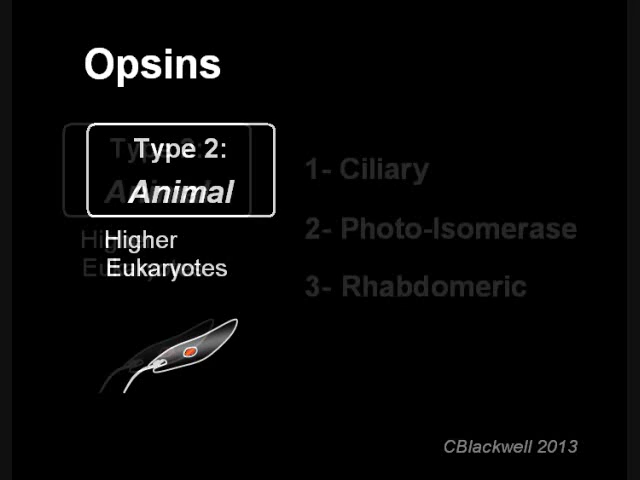 Opsins
Type 2:
Animal
Higher
Eukaryotes
1- Ciliary
2- Photo-Isomerase
3- Rhabdomeric
CBlackwell 2013